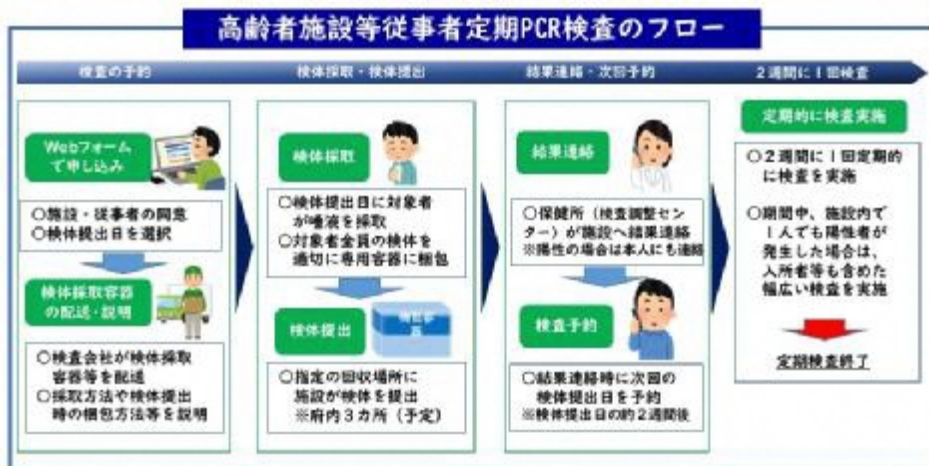 高齢者施設等従事者定期PCR検査のフロー
検査の予約
検体採取・検体提出
結果連絡・次回予約
2週間に1回検査
Webフォーム
で申し込み
○施設・従事者の同意
○検体提出日を選択
検体採取容器
の配送・説明
○検査会社が検体採取
容器等を配送
○採取方法や検体提出
時の梱包方法等を説明
検体採取
○検体提出日に対象者
が唾液を採取
○対象者全員の検体を
適切に専用容器に梱包
検体提出
○指定の回収場所に
施設が検体を提出
※府内3カ所（予定）
結果連絡
○保健所（検査調整セン
ター）が施設へ結果連絡
※陽性の場合は本人にも連絡
検査予約
○結果連絡時に次回の
検体提出日を予約
※検体提出日の約2週間後
定期的に検査実施
○2週間に1回定期的
に検査を実施
○期間中、施設内で
1人でも陽性者が
発生した場合は、
入所者等も含めた
幅広い検査を実施
定期検査終了